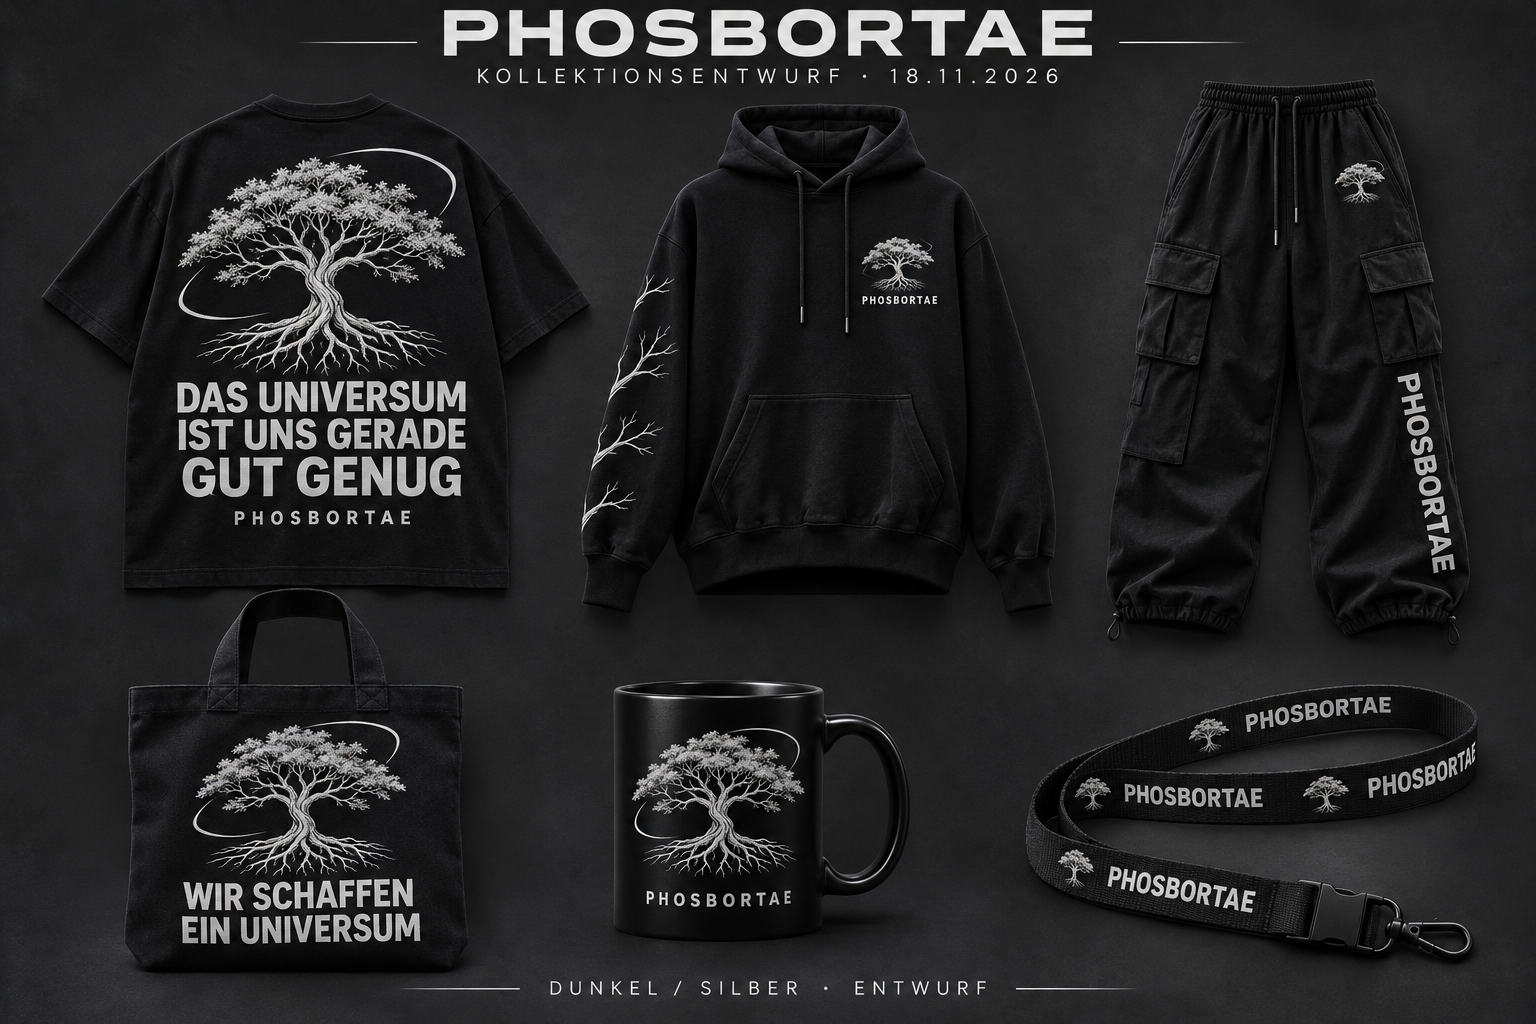 PHOSBORTAE
KOLLEKTIONSENTWURF · 18.11.2026
DAS UNIVERSUM
IST UNS GERADE
GUT GENUG
PHOSBORTAE
PHOSBORTAE
PHOSBORTAE
WIR SCHAFFEN
EIN UNIVERSUM
PHOSBORTAE
PHOSBORTAE
PHOSBORTAE
PHOSBORTAE
PHOSBORTAE
DUNKEL / SILBER · ENTWURF